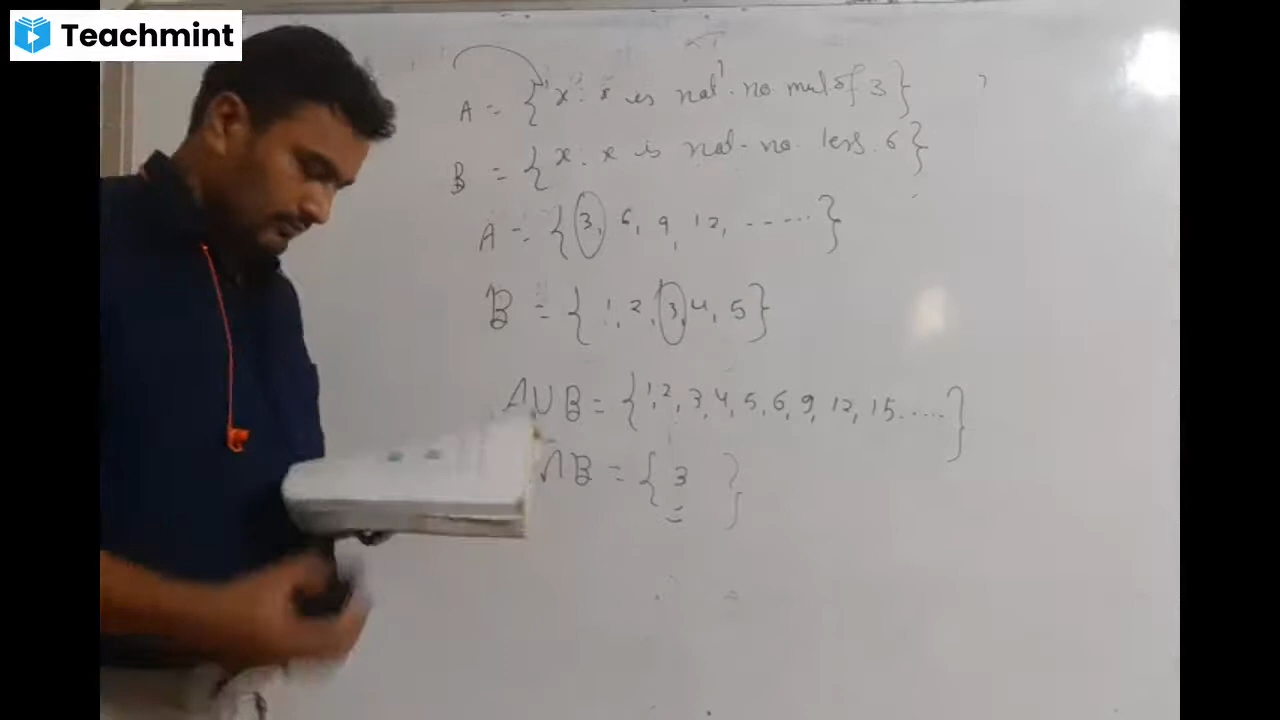 Teachmint
A = { x : x is nat. no mul of 3 }
B = { x : x is nat. no. less 6 }
A = { 3, 6, 9, 12, ...... }
B = { 1, 2, 3, 4, 5 }
A∪B = { 1, 2, 3, 4, 5, 6, 9, 12, 15 ..... }
∩B = { 3 }